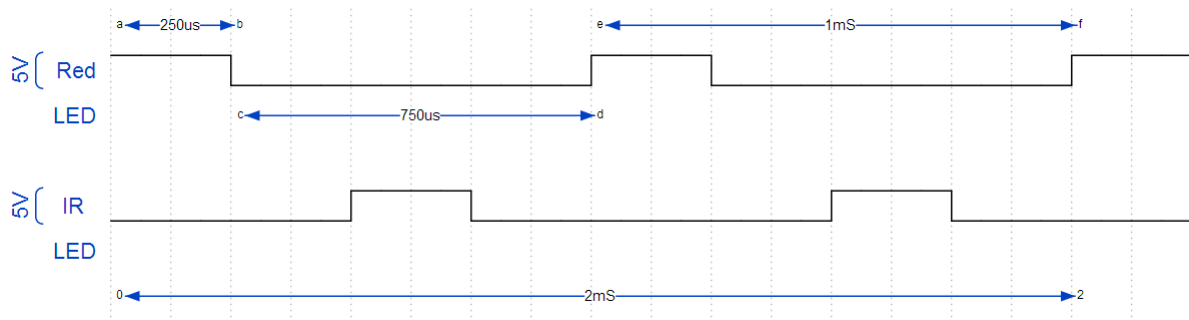 a 250us b e 1mS f
5V Red
LED
c 750us d
5V IR
LED
0 2mS 2